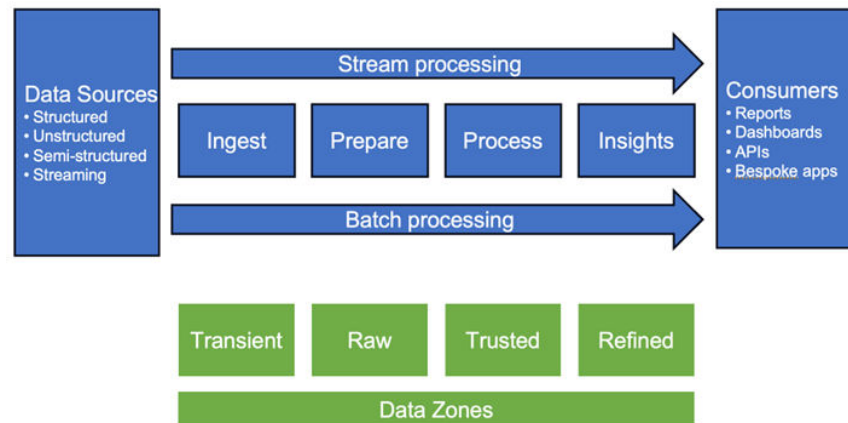 Data Sources
• Structured
• Unstructured
• Semi-structured
• Streaming
Stream processing
Ingest
Prepare
Process
Insights
Batch processing
Consumers
• Reports
• Dashboards
• APIs
• Bespoke apps
Transient
Raw
Trusted
Refined
Data Zones